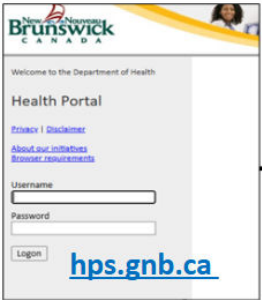 New Nouveau
Brunswick
CANADA
Welcome to the Department of Health
Health Portal
Privacy | Disclaimer
About our initiatives
Browser requirements
Username
Password
Logon
hps.gnb.ca